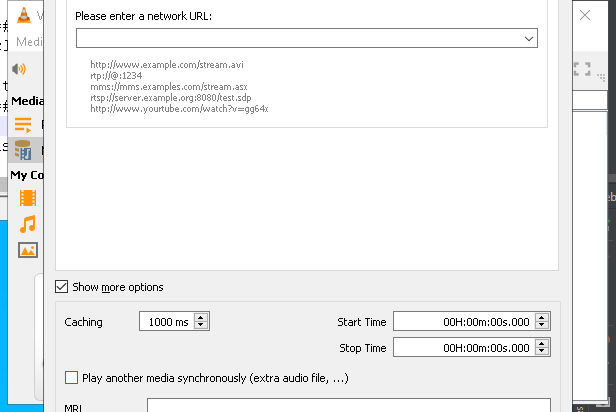 Please enter a network URL:
http://www.example.com/stream.avi
rtp://@:1234
mms://mms.examples.com/stream.asx
rtsp://server.example.org:8080/test.sdp
http://www.yourtube.com/watch?v=gg64x
Media
My Co
Show more options
Caching
1000 ms
Start Time
00H:00m:00s.000
Stop Time
00H:00m:00s.000
Play another media synchronously (extra audio file, ...)
MRL